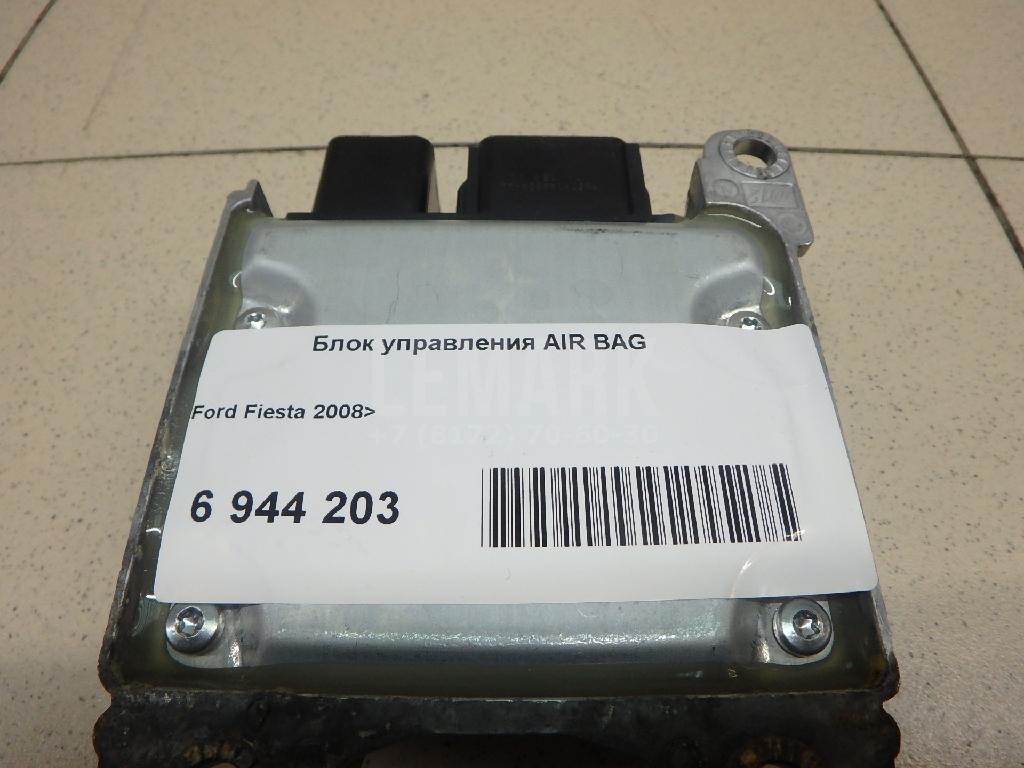 Блок управления AIR BAG
LEMARK
Ford Fiesta 2008>
+7 (8172) 70-60-30
6 944 203